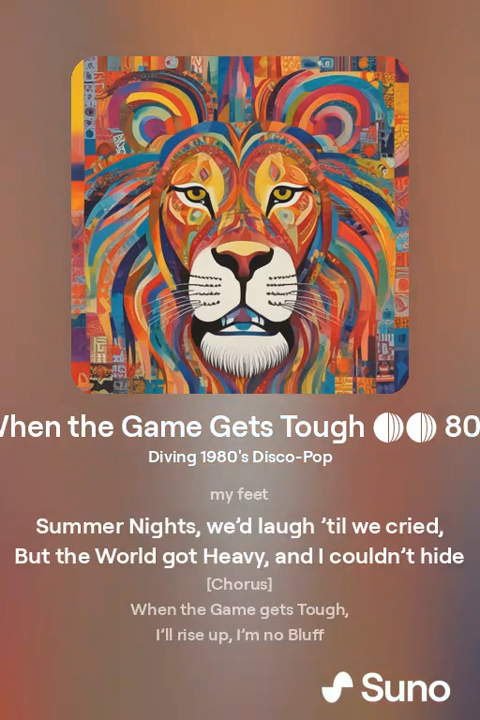 When the Game Gets Tough 80
Diving 1980's Disco-Pop
my feet
Summer Nights, we'd laugh 'til we cried,
But the World got Heavy, and I couldn't hide
[Chorus]
When the Game gets Tough,
I'll rise up, I'm no Bluff
Suno